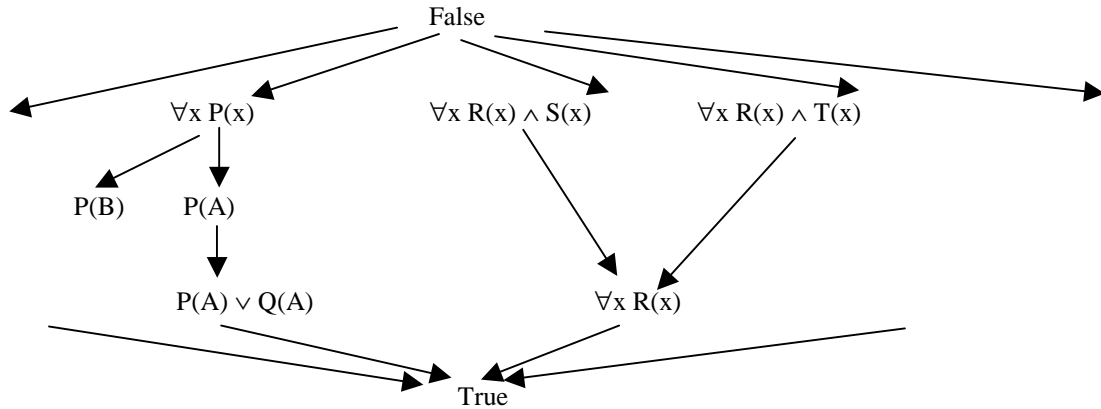 False
∀x P(x) ∀x R(x) ∧ S(x) ∀x R(x) ∧ T(x)
P(B) P(A)
P(A) ∨ Q(A) ∀x R(x)
True